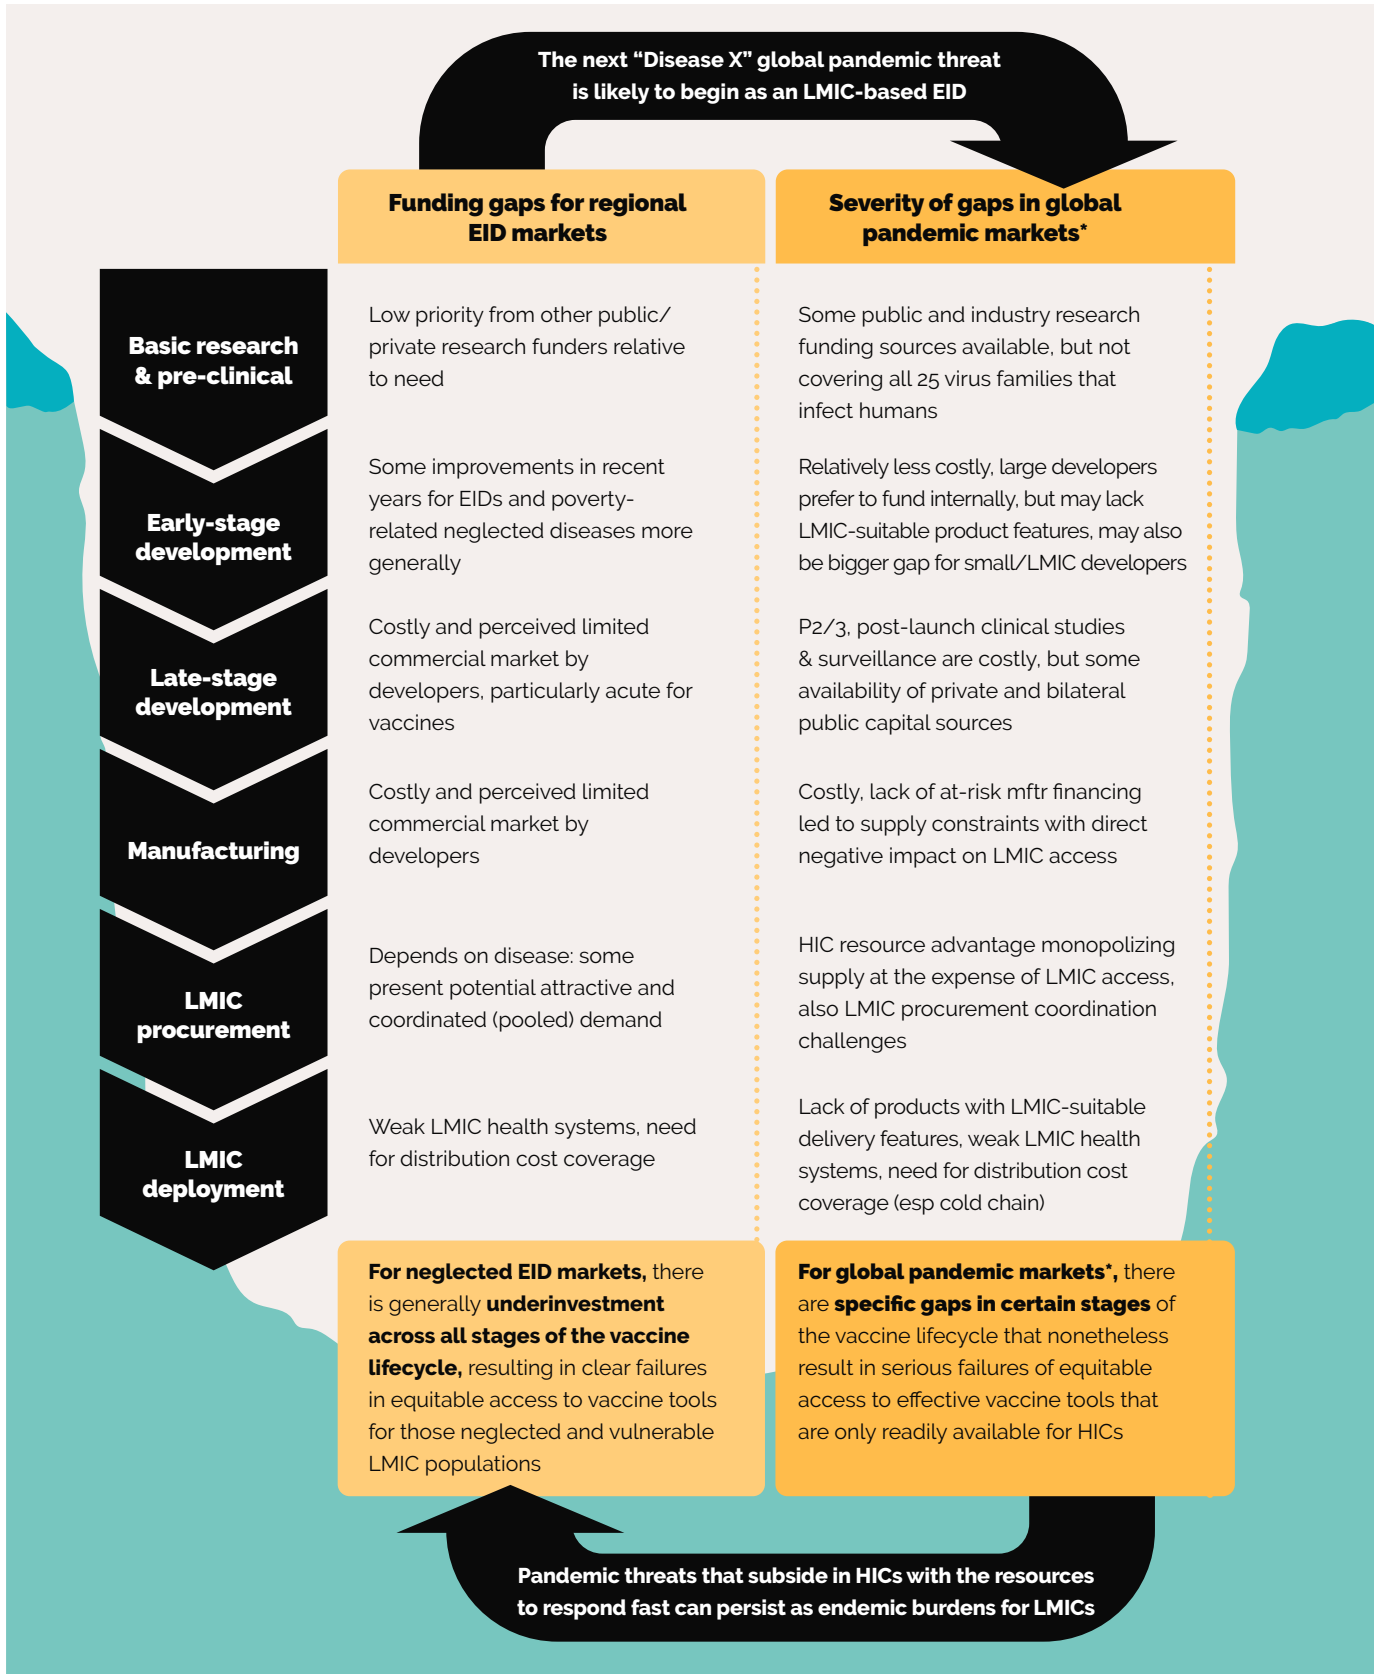 The next “Disease X” global pandemic threat
is likely to begin as an LMIC-based EID
Funding gaps for regional
EID markets
Severity of gaps in global
pandemic markets*
Basic research
& pre-clinical
Low priority from other public/
private research funders relative
to need
Some public and industry research
funding sources available, but not
covering all 25 virus families that
infect humans
Early-stage
development
Some improvements in recent
years for EIDs and poverty-
related neglected diseases more
generally
Relatively less costly, large developers
prefer to fund internally, but may lack
LMIC-suitable product features, may also
be bigger gap for small/LMIC developers
Late-stage
development
Costly and perceived limited
commercial market by
developers, particularly acute for
vaccines
P2/3, post-launch clinical studies
& surveillance are costly, but some
availability of private and bilateral
public capital sources
Manufacturing
Costly and perceived limited
commercial market by
developers
Costly, lack of at-risk mftr financing
led to supply constraints with direct
negative impact on LMIC access
LMIC
procurement
Depends on disease: some
present potential attractive and
coordinated (pooled) demand
HIC resource advantage monopolizing
supply at the expense of LMIC access,
also LMIC procurement coordination
challenges
LMIC
deployment
Weak LMIC health systems, need
for distribution cost coverage
Lack of products with LMIC-suitable
delivery features, weak LMIC health
systems, need for distribution cost
coverage (esp cold chain)
For neglected EID markets, there
is generally underinvestment
across all stages of the vaccine
lifecycle, resulting in clear failures
in equitable access to vaccine tools
for those neglected and vulnerable
LMIC populations
For global pandemic markets*, there
are specific gaps in certain stages of
the vaccine lifecycle that nonetheless
result in serious failures of equitable
access to effective vaccine tools that
are only readily available for HICs
Pandemic threats that subside in HICs with the resources
to respond fast can persist as endemic burdens for LMICs